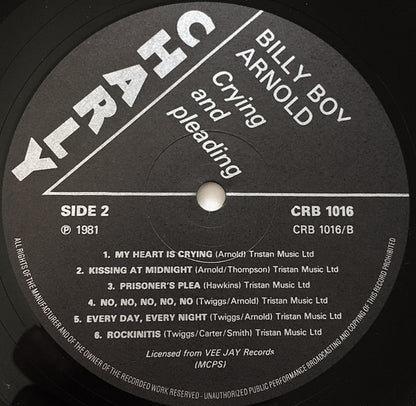 CHARLY
BILLY BOY
ARNOLD
Crying
and
pleading
SIDE 2
℗ 1981
CRB 1016
CRB 1016/B
1. MY HEART IS CRYING (Arnold) Tristan Music Ltd
2. KISSING AT MIDNIGHT (Arnold/Thompson) Tristan Music Ltd
3. PRISONER'S PLEA (Hawkins) Tristan Music Ltd
4. NO, NO, NO, NO, NO (Twiggs/Arnold) Tristan Music Ltd
5. EVERY DAY, EVERY NIGHT (Twiggs/Arnold) Tristan Music Ltd
6. ROCKINITIS (Twiggs/Carter/Smith) Tristan Music Ltd
Licensed from VEE JAY Records
(MCPS)
ALL RIGHTS OF THE MANUFACTURER AND OF THE OWNER OF THE RECORDED WORK RESERVED - UNAUTHORIZED PUBLIC PERFORMANCE BROADCASTING AND COPYING OF THIS RECORD PROHIBITED